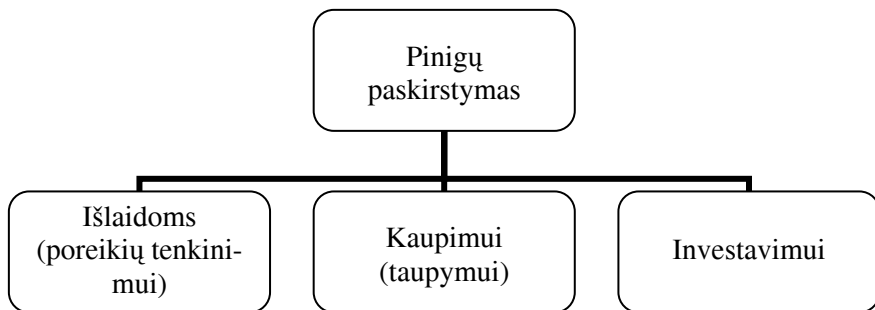 Pinigų
paskirstymas
Išlaidoms
(poreikių tenkini-
mui)
Kaupimui
(taupymui)
Investavimui